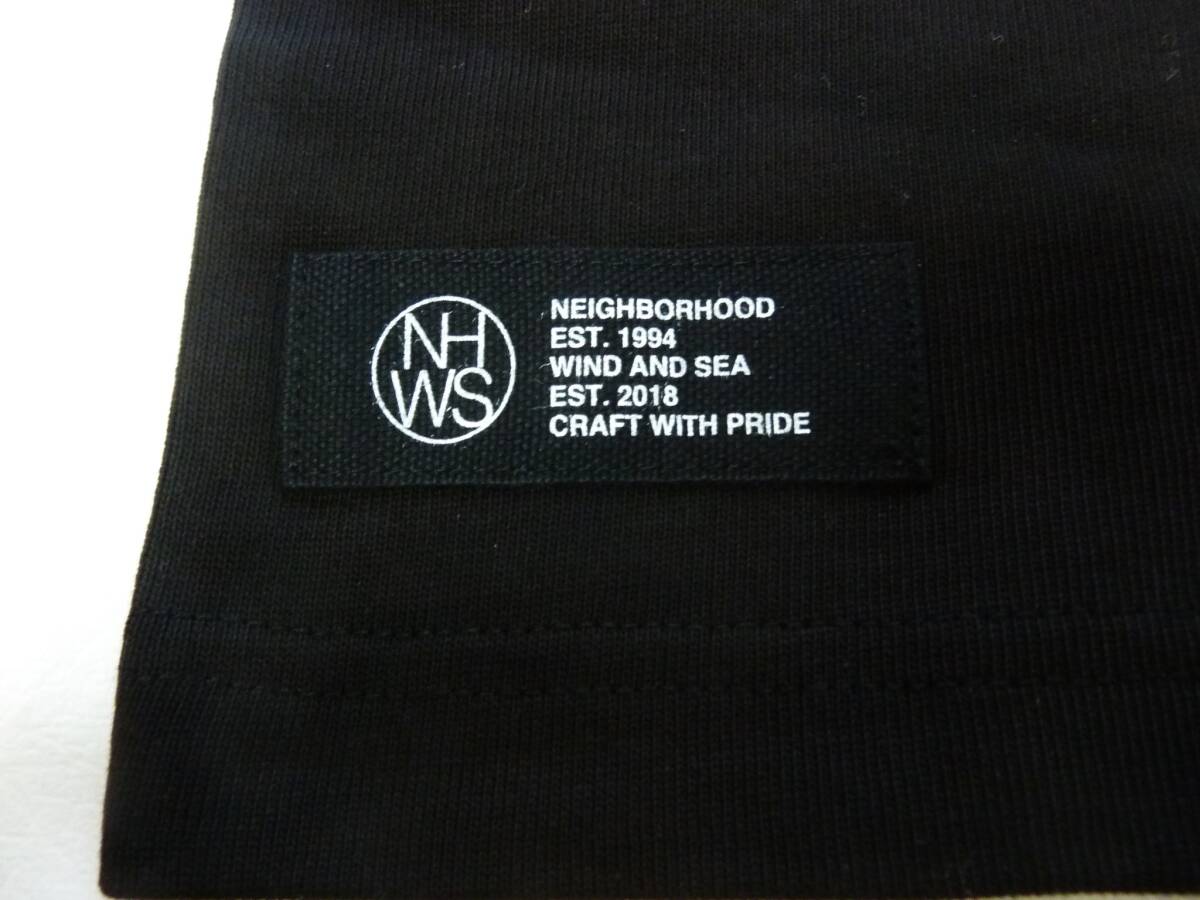 NH
WS
NEIGHBORHOOD
EST. 1994
WIND AND SEA
EST. 2018
CRAFT WITH PRIDE